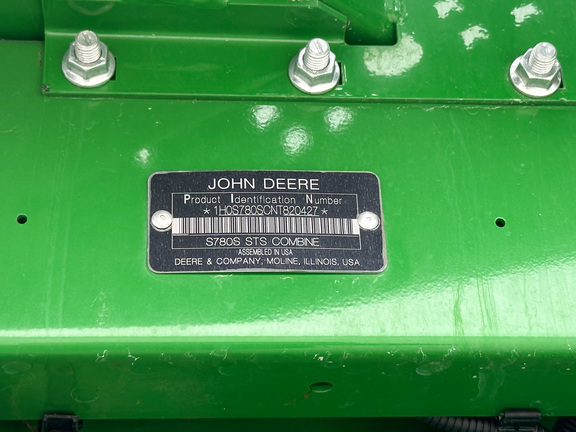 JOHN DEERE
Product Identification Number
*1H0S780SCNT820427*
S780S STS COMBINE
ASSEMBLED IN USA
DEERE & COMPANY, MOLINE, ILLINOIS, USA